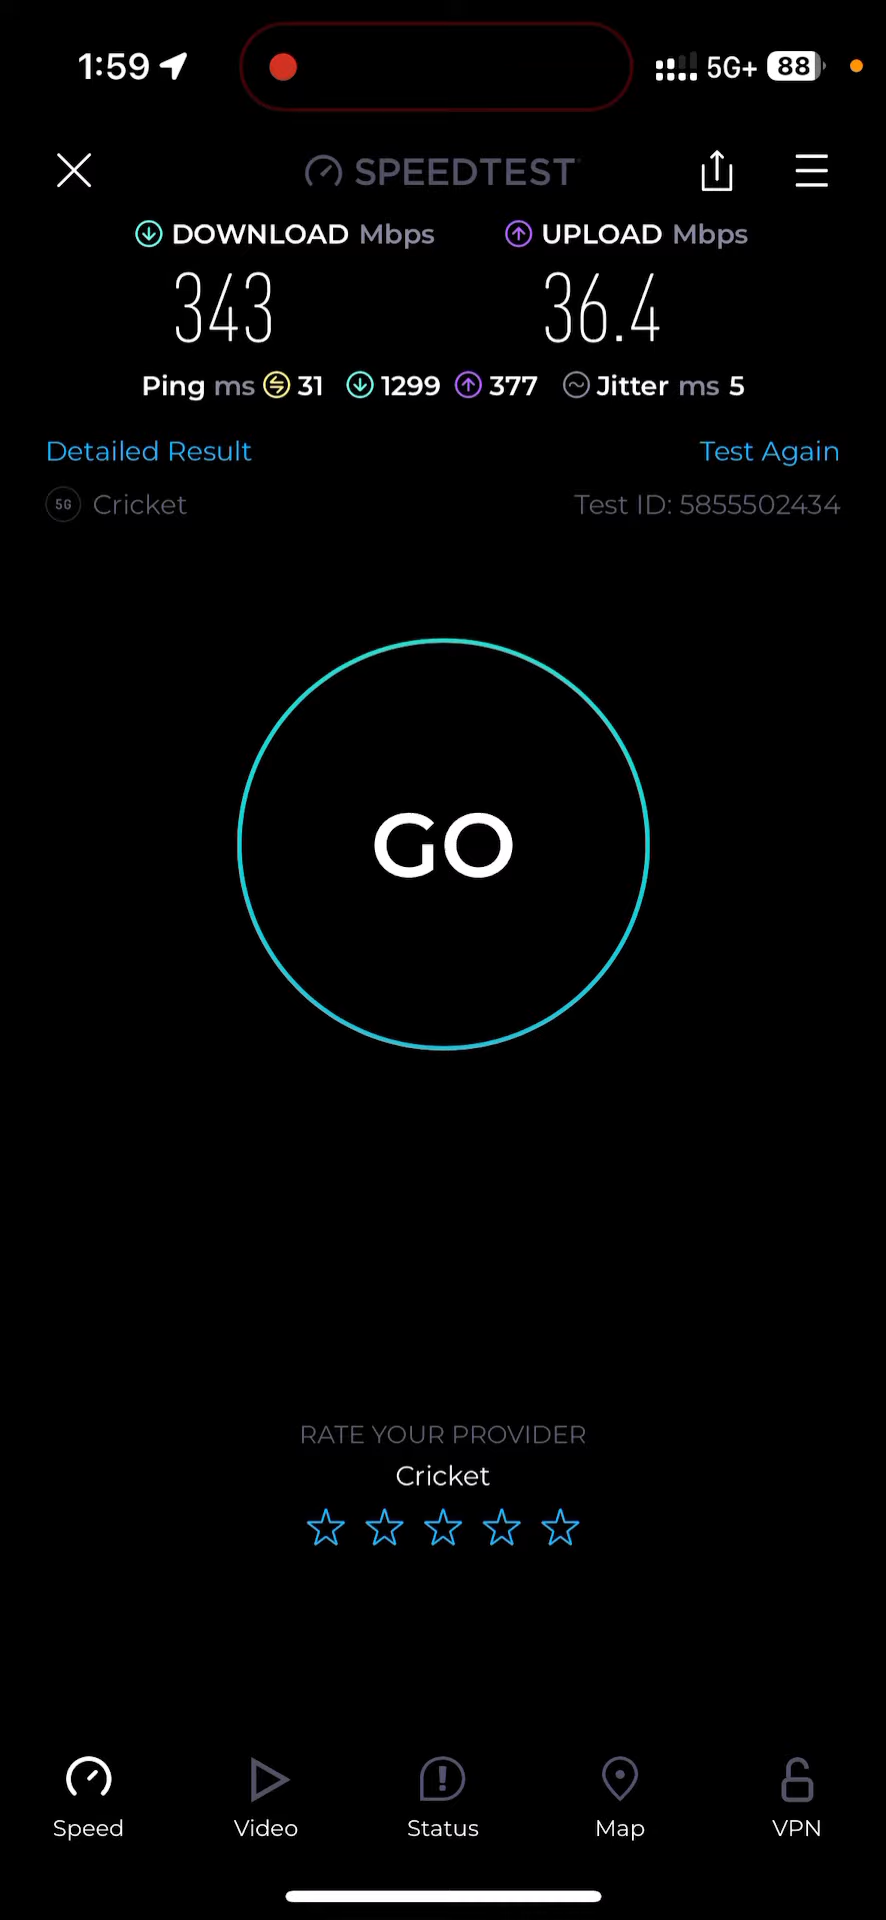 1:59 5G+ 88
SPEEDTEST
DOWNLOAD Mbps UPLOAD Mbps
343 36.4
Ping ms 31 1299 377 Jitter ms 5
Detailed Result Test Again
5G Cricket Test ID: 5855502434
GO
RATE YOUR PROVIDER
Cricket
Speed Video Status Map VPN